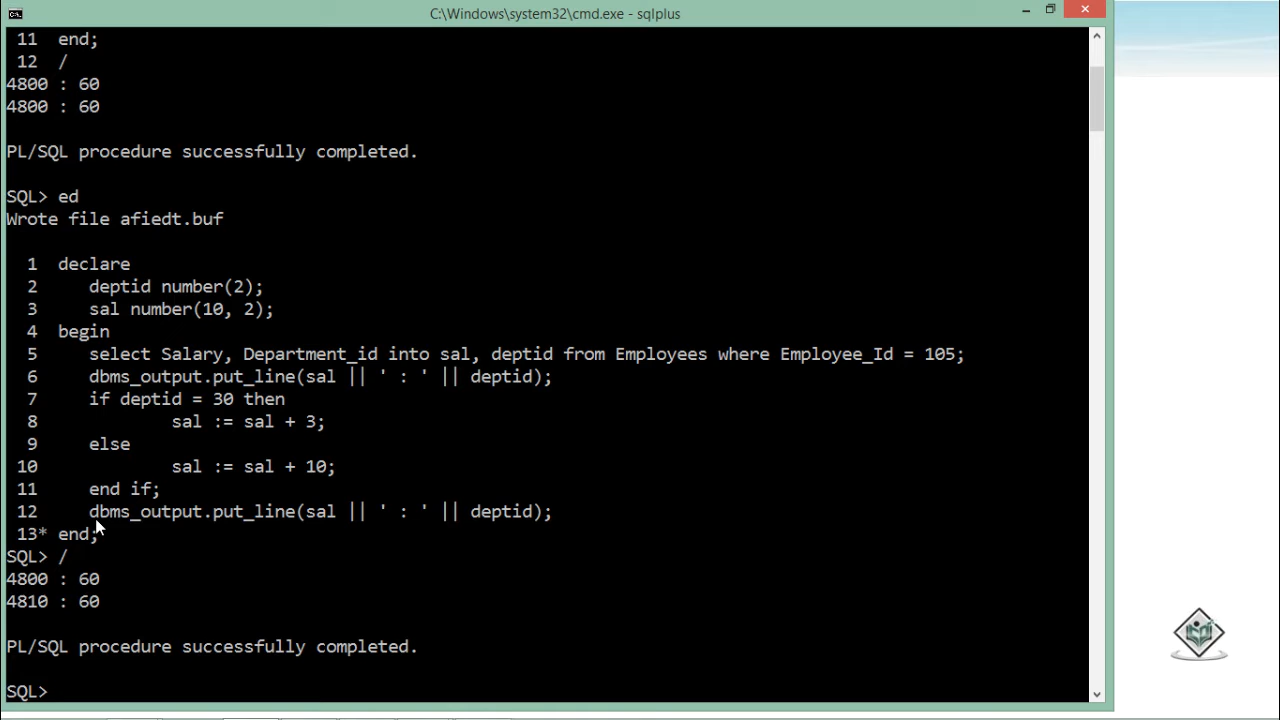 C:\Windows\system32\cmd.exe - sqlplus
11  end;
12  /
4800 : 60
4800 : 60
PL/SQL procedure successfully completed.
SQL> ed
Wrote file afiedt.buf
1  declare
2     deptid number(2);
3     sal number(10, 2);
4  begin
5     select Salary, Department_id into sal, deptid from Employees where Employee_Id = 105;
6     dbms_output.put_line(sal || ' : ' || deptid);
7     if deptid = 30 then
8             sal := sal + 3;
9     else
10             sal := sal + 10;
11     end if;
12     dbms_output.put_line(sal || ' : ' || deptid);
13* end;
SQL> /
4800 : 60
4810 : 60
PL/SQL procedure successfully completed.
SQL>